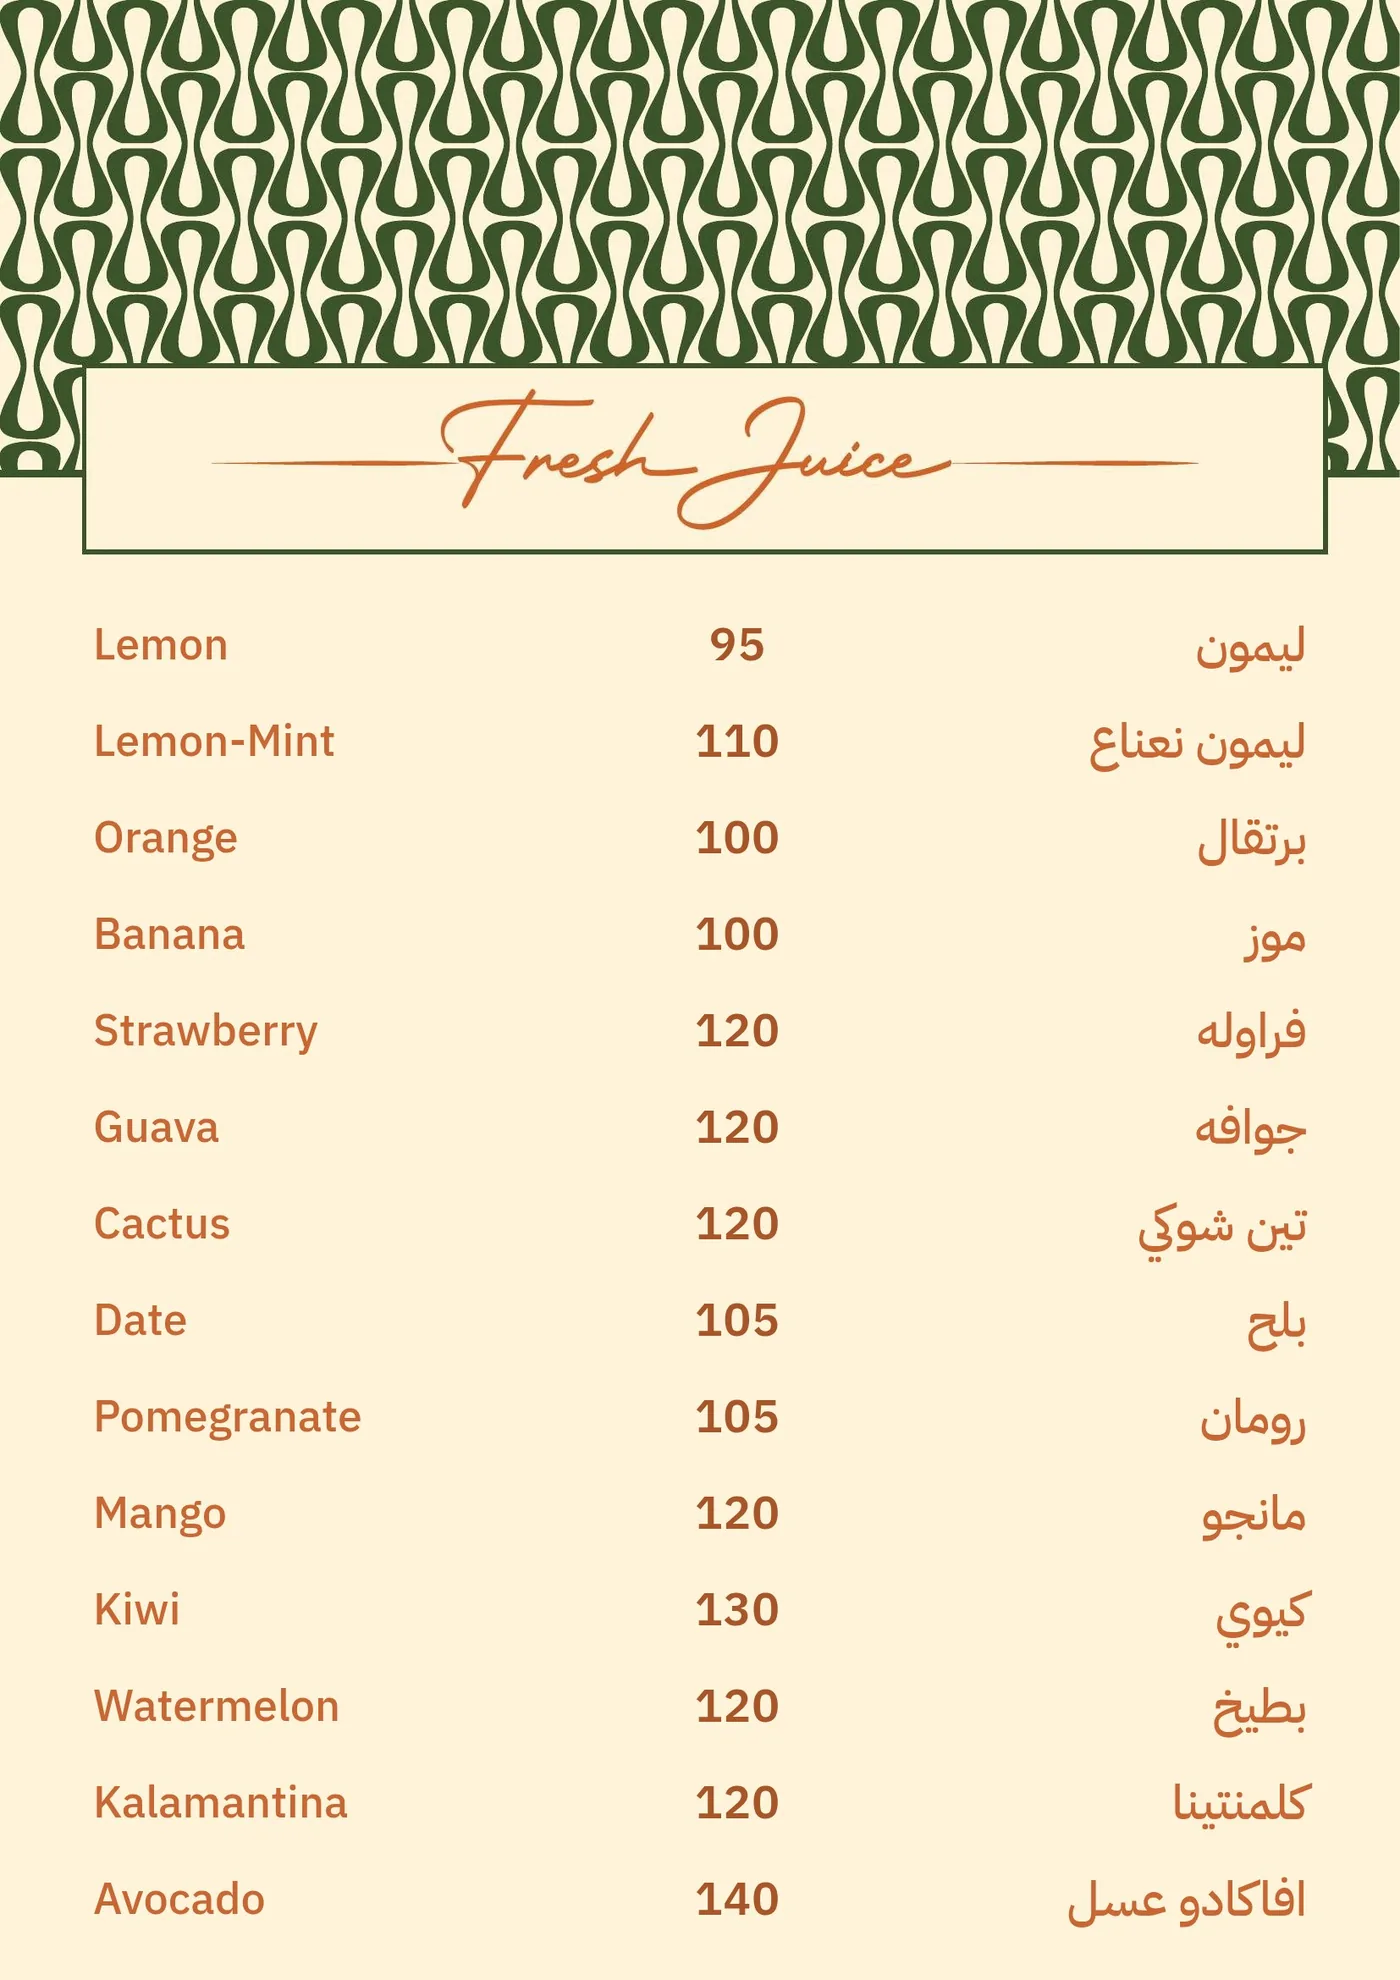 Fresh Juice
Lemon 95 ليمون
Lemon-Mint 110 ليمون نعناع
Orange 100 برتقال
Banana 100 موز
Strawberry 120 فراوله
Guava 120 جوافه
Cactus 120 تين شوكي
Date 105 بلح
Pomegranate 105 رومان
Mango 120 مانجو
Kiwi 130 كيوي
Watermelon 120 بطيخ
Kalamantina 120 كلمنتينا
Avocado 140 افاكادو عسل